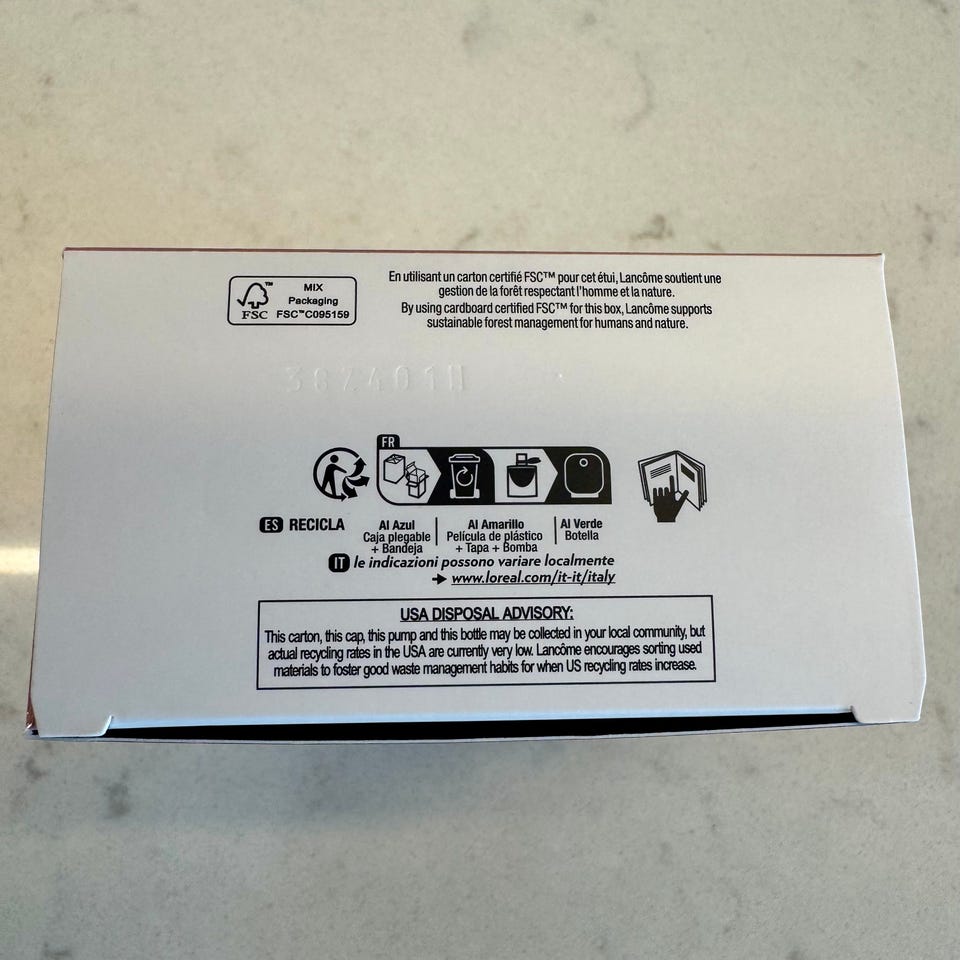 MIX
Packaging
FSC™ FSC™C095159
En utilisant un carton certifié FSC™ pour cet étui, Lancôme soutient une
gestion de la forêt respectant l'homme et la nature.
By using cardboard certified FSC™ for this box, Lancôme supports
sustainable forest management for humans and nature.
38Z401N
FR
ES RECICLA
Al Azul
Caja plegable
+ Bandeja
Al Amarillo
Película de plástico
+ Tapa + Bomba
Al Verde
Botella
IT le indicazioni possono variare localmente
➔ www.loreal.com/it-it/italy
USA DISPOSAL ADVISORY:
This carton, this cap, this pump and this bottle may be collected in your local community, but
actual recycling rates in the USA are currently very low. Lancôme encourages sorting used
materials to foster good waste management habits for when US recycling rates increase.